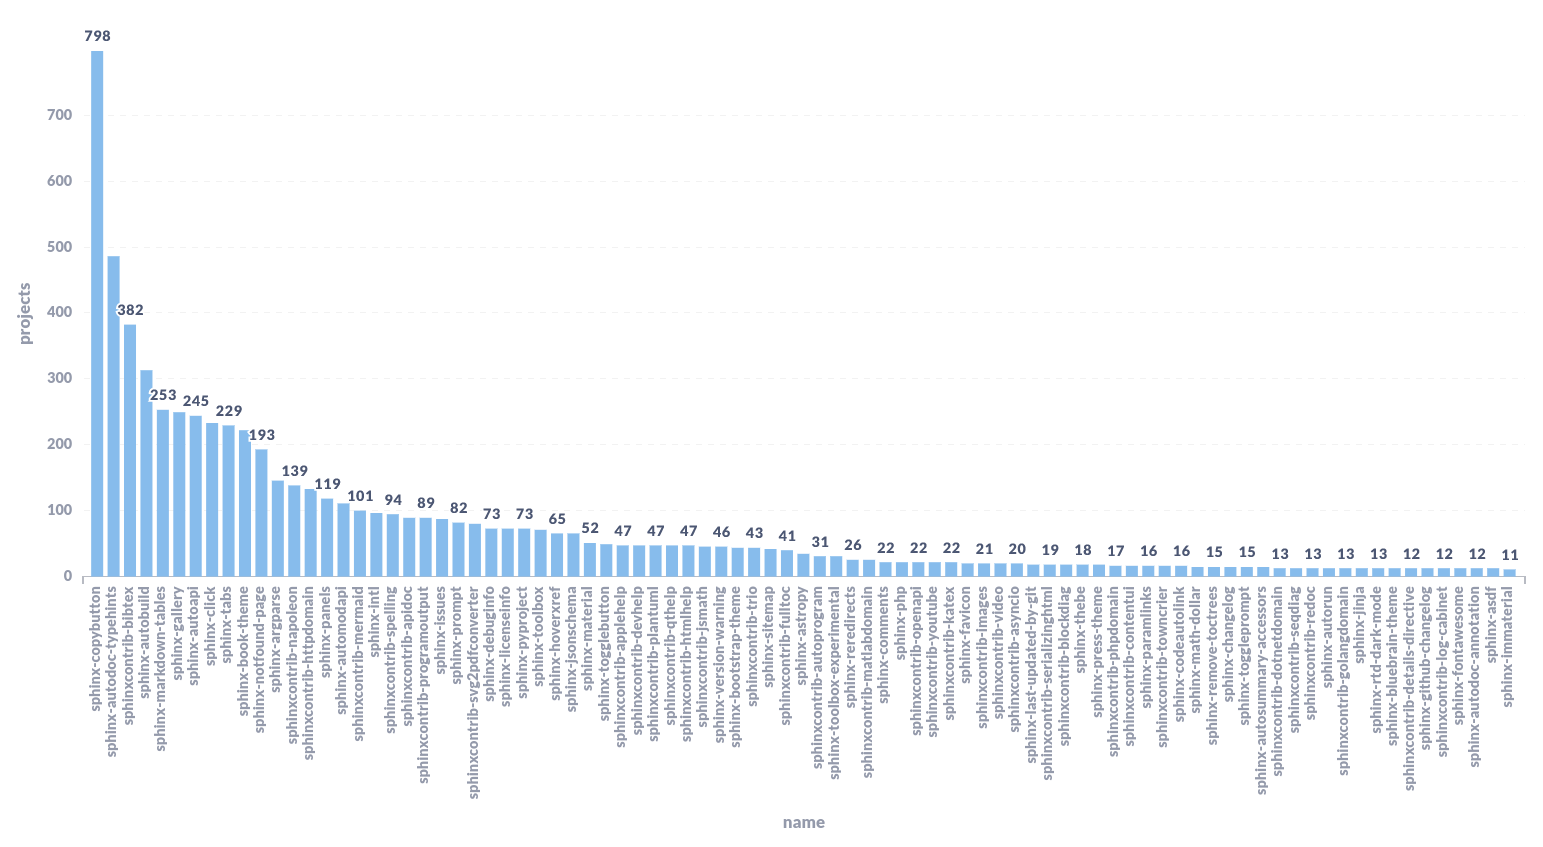 798
382
253
245
229
193
139
119
101
94
89
82
73
73
65
52
47
47
47
46
43
41
31
26
22
22
22
21
20
19
18
17
16
16
15
15
13
13
13
13
12
12
12
11
700
600
500
400
300
200
100
0
projects
sphinx-copybutton
sphinx-autodoc-typehints
sphinxcontrib-bibtex
sphinx-autobuild
sphinx-markdown-tables
sphinx-gallery
sphinx-autoapi
sphinx-click
sphinx-tabs
sphinx-book-theme
sphinx-notfound-page
sphinx-argparse
sphinxcontrib-napoleon
sphinxcontrib-httpdomain
sphinx-panels
sphinx-automodapi
sphinxcontrib-mermaid
sphinx-intl
sphinxcontrib-spelling
sphinxcontrib-apidoc
sphinxcontrib-programoutput
sphinx-issues
sphinx-prompt
sphinxcontrib-svg2pdfconverter
sphinx-debuginfo
sphinx-licenseinfo
sphinx-pyproject
sphinx-toolbox
sphinx-hoverxref
sphinx-jsonschema
sphinx-material
sphinx-togglebutton
sphinxcontrib-applehelp
sphinxcontrib-devhelp
sphinxcontrib-plantuml
sphinxcontrib-qthelp
sphinxcontrib-htmlhelp
sphinxcontrib-jsmath
sphinx-version-warning
sphinx-bootstrap-theme
sphinxcontrib-trio
sphinx-sitemap
sphinxcontrib-fulltoc
sphinx-astropy
sphinxcontrib-autoprogram
sphinx-toolbox-experimental
sphinx-reredirects
sphinxcontrib-matlabdomain
sphinx-comments
sphinx-php
sphinxcontrib-openapi
sphinxcontrib-youtube
sphinxcontrib-katex
sphinx-favicon
sphinxcontrib-images
sphinxcontrib-video
sphinxcontrib-asyncio
sphinx-last-updated-by-git
sphinxcontrib-serializinghtml
sphinxcontrib-blockdiag
sphinx-thebe
sphinx-press-theme
sphinxcontrib-phpdomain
sphinxcontrib-contentui
sphinx-paramlinks
sphinxcontrib-towncrier
sphinx-codeautolink
sphinx-math-dollar
sphinx-remove-toctrees
sphinx-changelog
sphinx-toggleprompt
sphinx-autosummary-accessors
sphinxcontrib-dotnetdomain
sphinxcontrib-seqdiag
sphinxcontrib-redoc
sphinx-autorun
sphinxcontrib-golangdomain
sphinx-jinja
sphinx-rtd-dark-mode
sphinx-bluebrain-theme
sphinxcontrib-details-directive
sphinx-github-changelog
sphinxcontrib-log-cabinet
sphinx-fontawesome
sphinx-autodoc-annotation
sphinx-asdf
sphinx-immaterial
name